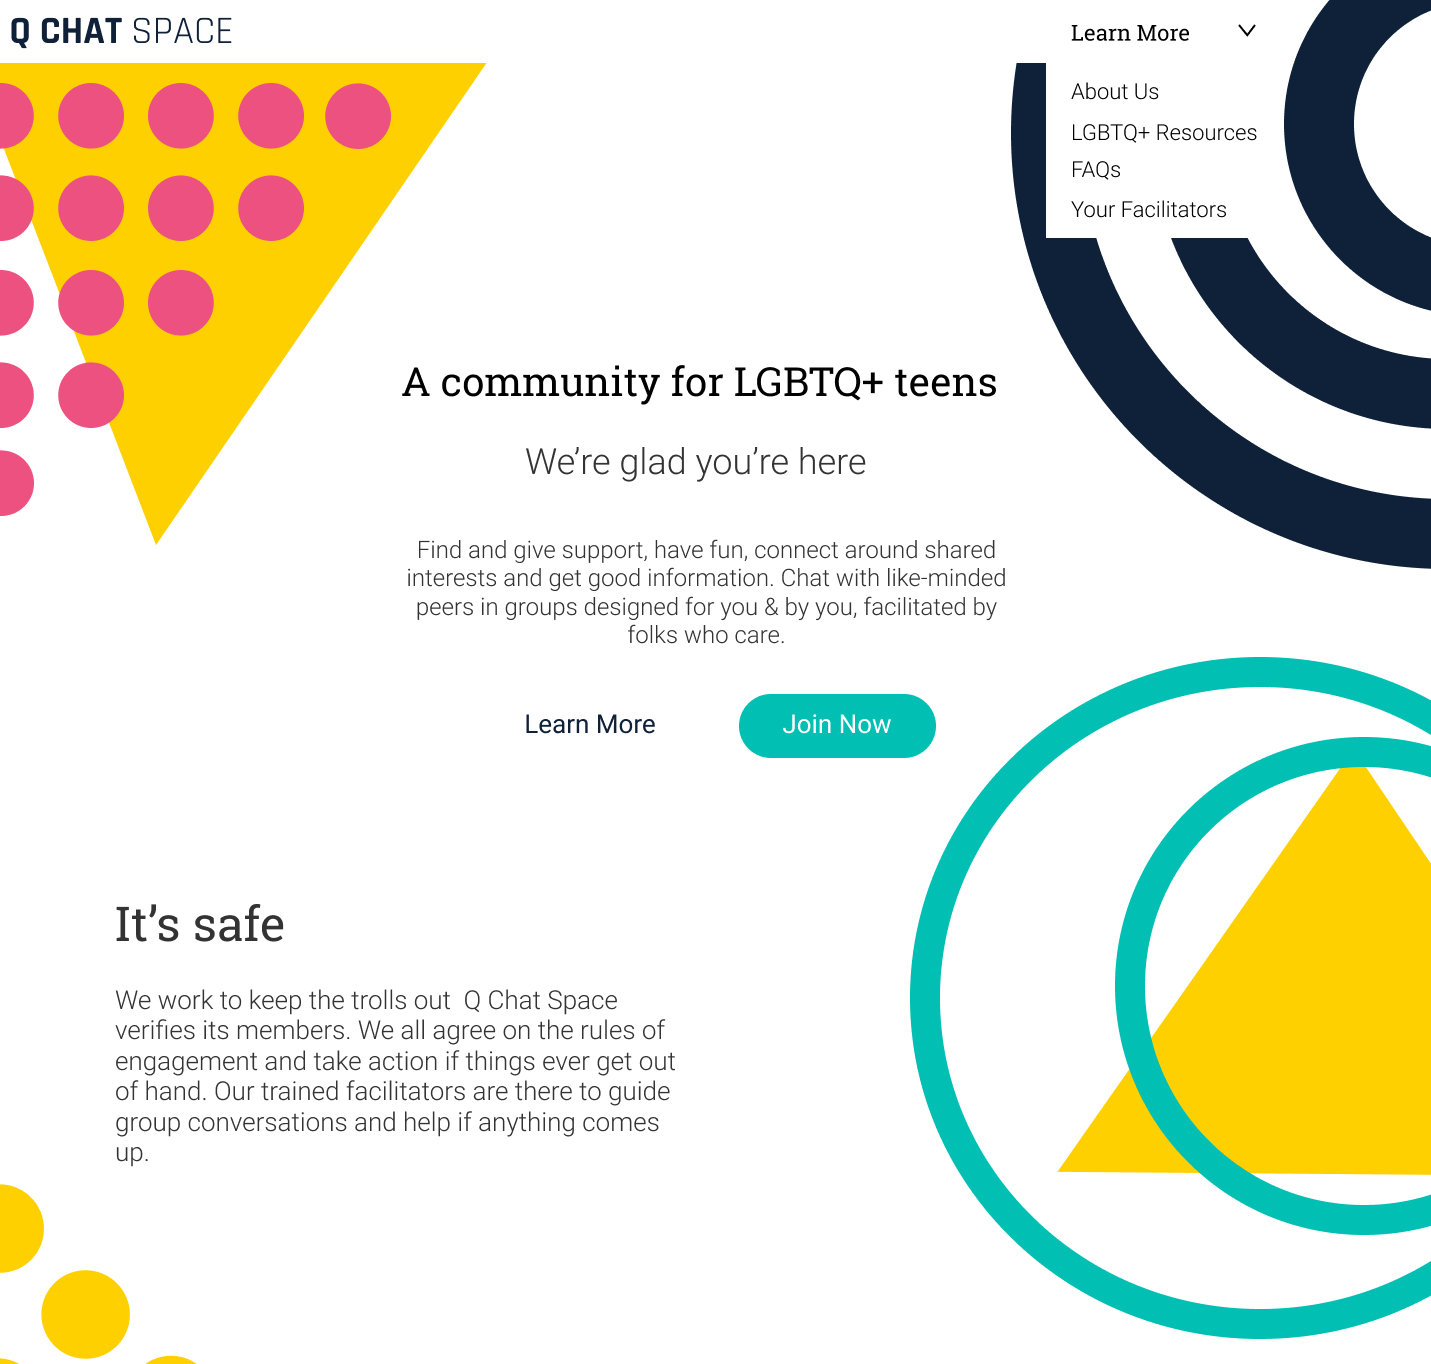 Q CHAT SPACE
Learn More
About Us
LGBTQ+ Resources
FAQs
Your Facilitators
A community for LGBTQ+ teens
We’re glad you’re here
Find and give support, have fun, connect around shared
interests and get good information. Chat with like-minded
peers in groups designed for you & by you, facilitated by
folks who care.
Learn More
Join Now
It’s safe
We work to keep the trolls out  Q Chat Space
verifies its members. We all agree on the rules of
engagement and take action if things ever get out
of hand. Our trained facilitators are there to guide
group conversations and help if anything comes
up.